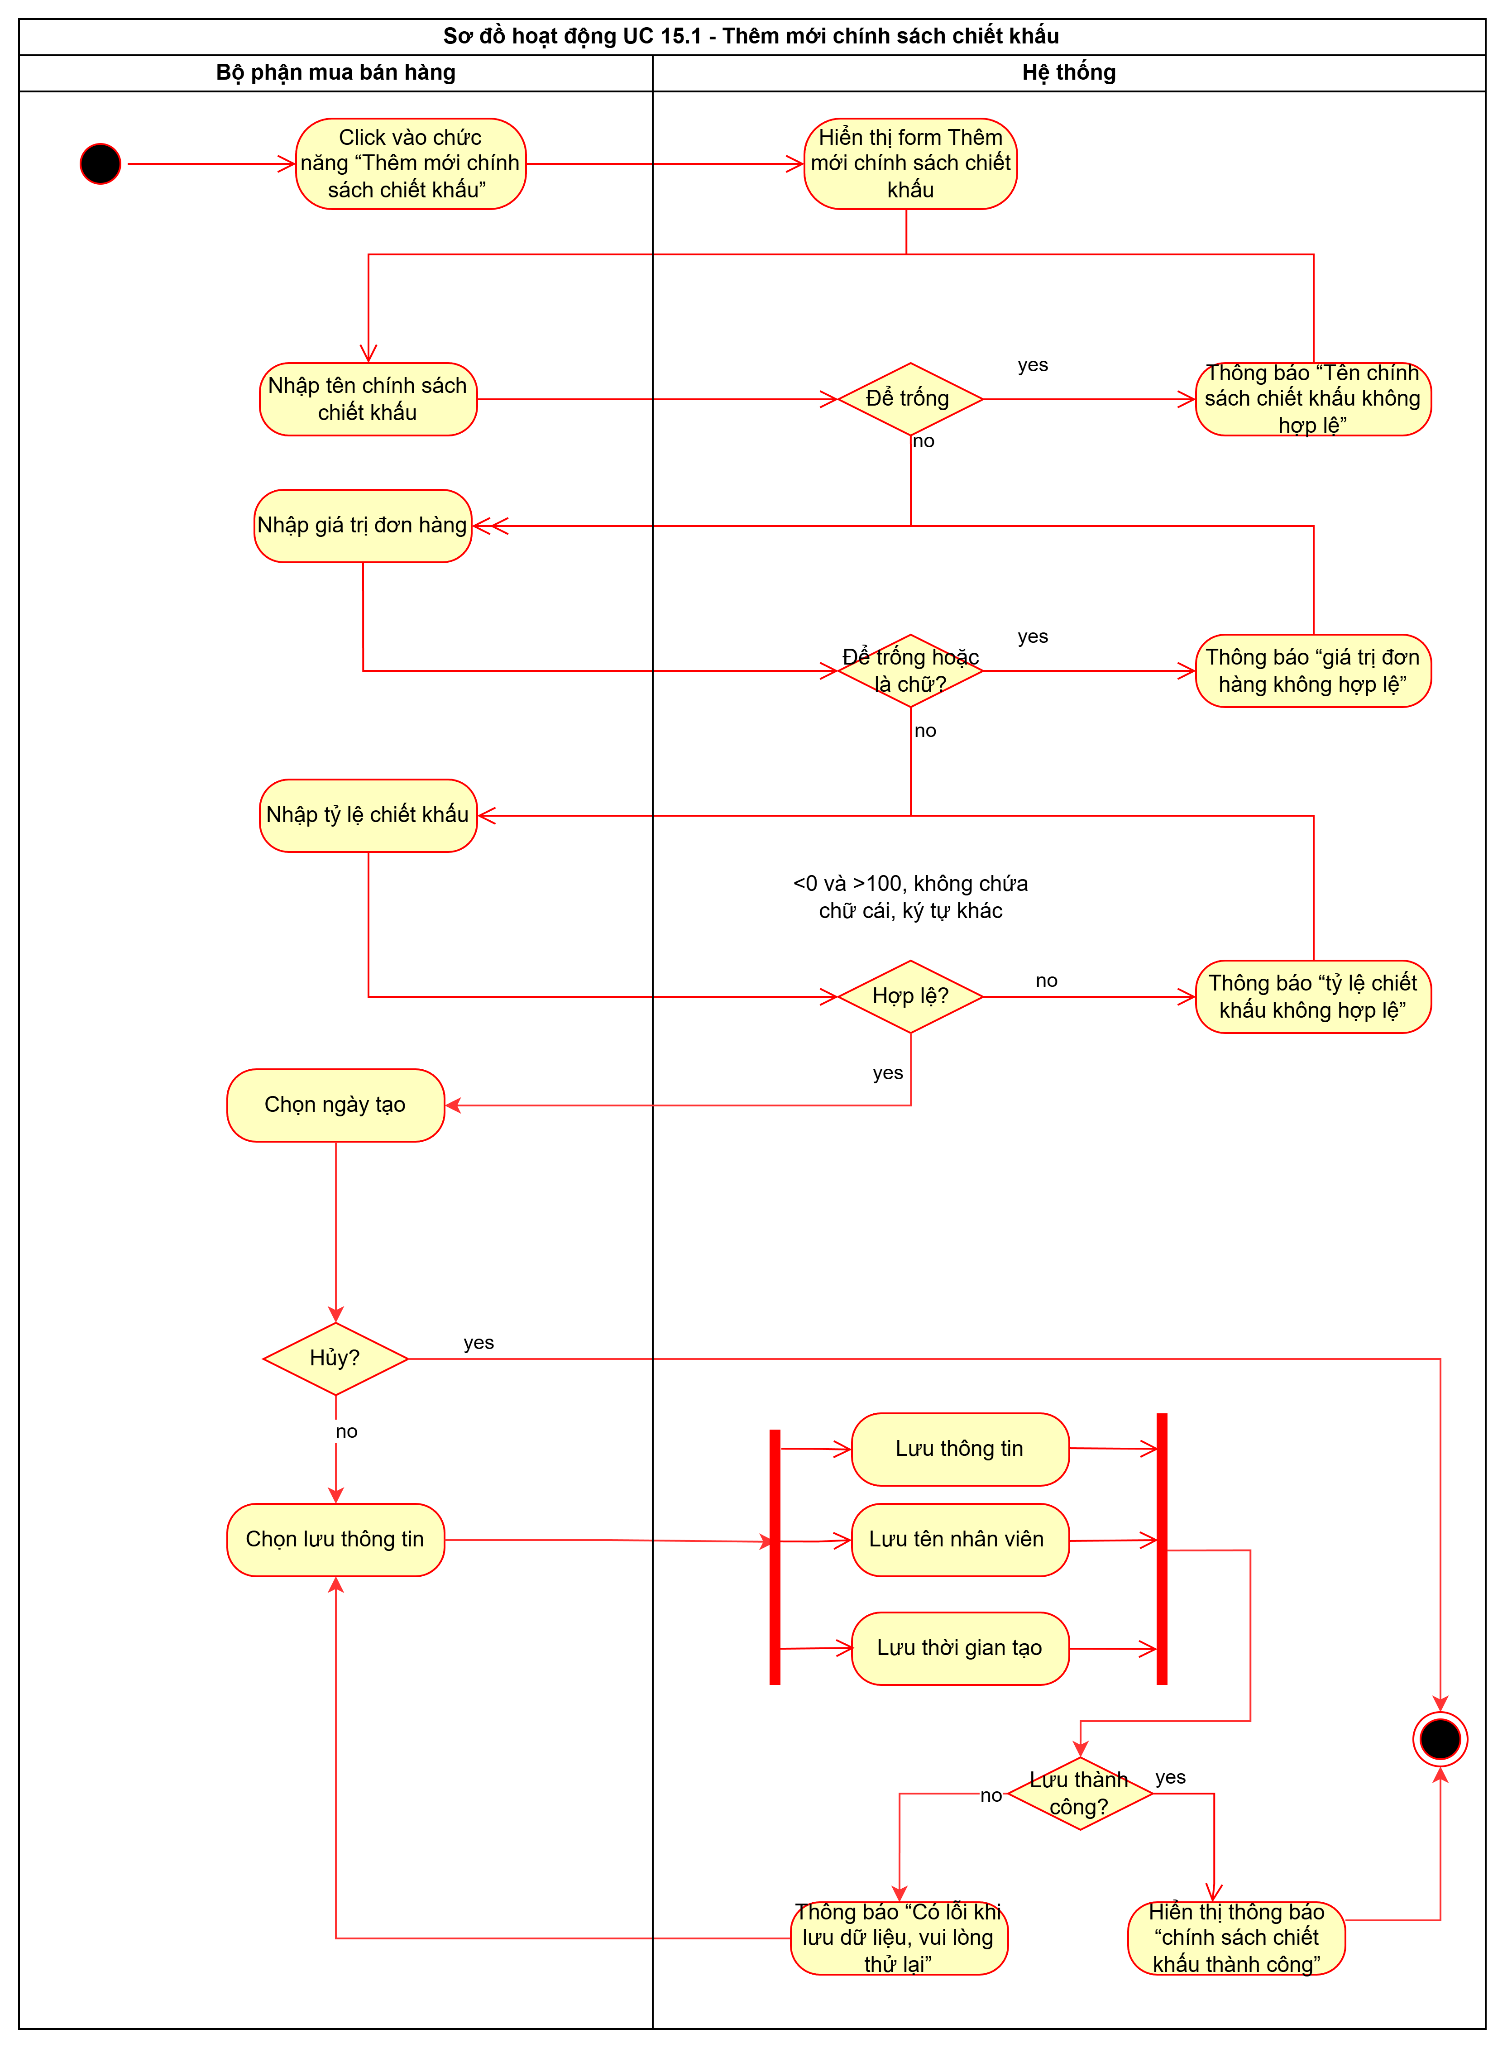 Sơ đồ hoạt động UC 15.1 - Thêm mới chính sách chiết khấu
Bộ phận mua bán hàng
Hệ thống
Click vào chức
năng “Thêm mới chính
sách chiết khấu”
Hiển thị form Thêm
mới chính sách chiết
khấu
Nhập tên chính sách
chiết khấu
Để trống
yes
Thông báo “Tên chính
sách chiết khấu không
hợp lệ”
no
Nhập giá trị đơn hàng
Để trống hoặc
là chữ?
yes
Thông báo “giá trị đơn
hàng không hợp lệ”
no
Nhập tỷ lệ chiết khấu
<0 và >100, không chứa
chữ cái, ký tự khác
Hợp lệ?
no
Thông báo “tỷ lệ chiết
khấu không hợp lệ”
yes
Chọn ngày tạo
Hủy?
yes
no
Lưu thông tin
Chọn lưu thông tin
Lưu tên nhân viên
Lưu thời gian tạo
Lưu thành
công?
no
yes
Thông báo “Có lỗi khi
lưu dữ liệu, vui lòng
thử lại”
Hiển thị thông báo
“chính sách chiết
khấu thành công”